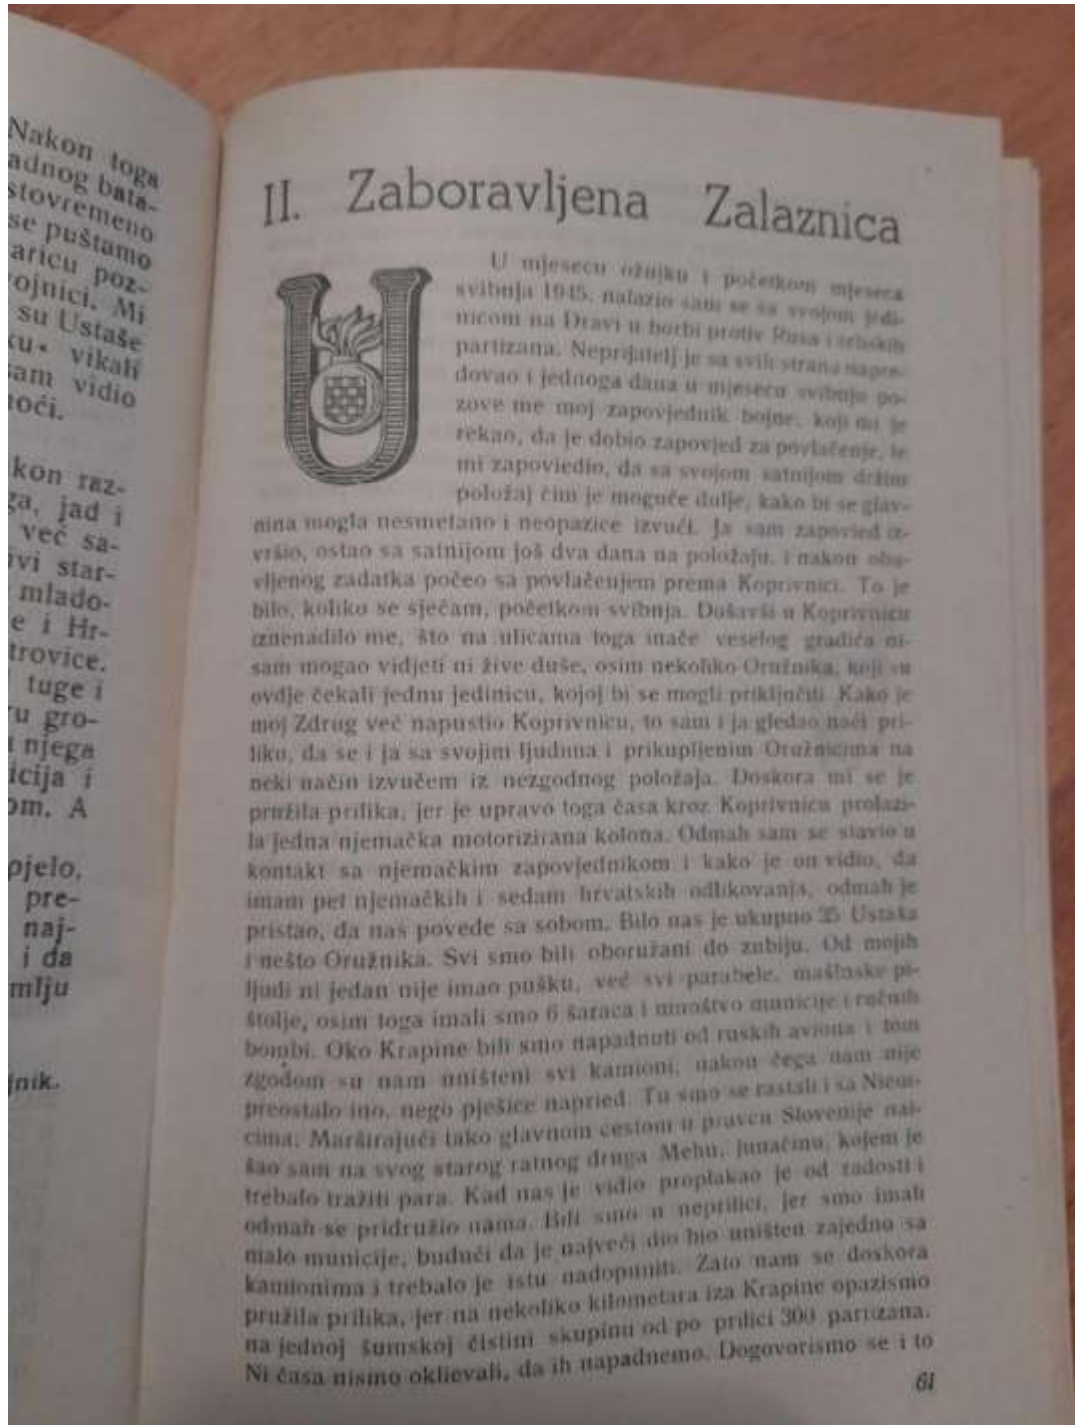 Nakon toga
adnog bata-
stovremeno
se puštamo
aricu poz-
ojnici. Mi
su Ustaše
ku« vikali
sam vidio
noći.
kon raz-
ga, jad i
već sa-
ivi star-
mlado-
e i Hr-
trovice.
tuge i
ru gro-
njega
icija i
om. A
pjelo,
pre-
naj-
i da
mlju
jnik.
II. Zaboravljena Zalaznica
U mjesecu ožujku i početkom mjeseca
svibnja 1945. nalazio sam se sa svojom jedi-
nicom na Dravi u borbi protiv Rusa i srbskih
partizana. Neprijatelj je sa svih strana napre-
dovao i jednoga dana u mjesecu svibnju po-
zove me moj zapovjednik bojne, koji mi je
rekao, da je dobio zapovjed za povlačenje, te
mi zapoviedio, da sa svojom satnijom držim
položaj čim je moguće dulje, kako bi se glav-
nina mogla nesmetano i neopazice izvući. Ja sam zapovied iz-
vršio, ostao sa satnijom još dva dana na položaju, i nakon oba-
vljenog zadatka počeo sa povlačenjem prema Koprivnici. To je
bilo, koliko se sječam, početkom svibnja. Došavši u Koprivnicu
iznenadilo me, što na ulicama toga inače veselog gradića ni-
sam mogao vidjeti ni žive duše, osim nekoliko Oružnika, koji su
ovdje čekali jednu jedinicu, kojoj bi se mogli priključiti. Kako je
moj Zdrug već napustio Koprivnicu, to sam i ja gledao naći pri-
liku, da se i ja sa svojim ljudma i prikupljenim Oružnicima na
neki način izvučem iz nezgodnog položaja. Doskora mi se je
pružila prilika, jer je upravo toga časa kroz Koprivnicu prolazi-
la jedna njemačka motorizirana kolona. Odmah sam se stavio u
kontakt sa njemačkim zapovjednikom i kako je on vidio, da
imam pet njemačkih i sedam hrvatskih odlikovanja, odmah je
pristao, da nas povede sa sobom. Bilo nas je ukupno 35 Ustaša
i nešto Oružnika. Svi smo bili oboružani do zubiju. Od mojih
ljudi ni jedan nije imao pušku, već svi parabele, mašinske pi-
štolje, osim toga imali smo 6 šaraca i mnoštvo municije i ručnih
bombi. Oko Krapine bili smo napadnuti od ruskih aviona i tom
zgodom su nam uništeni svi kamioni, nakon čega nam nije
preostalo ino, nego pješice napried. Tu smo se rastali i sa Niem-
cima. Marširajući tako glavnom cestom u pravcu Slovenije nai-
šao sam na svog starog ratnog druga Mehu, junačinu, kojem je
trebalo tražiti para. Kad nas je vidio proplakao je od radosti i
odmah se pridružio nama. Bili smo u neprilici, jer smo imali
malo municije, budući da je najveći dio bio uništen zajedno sa
kamionima i trebalo je istu nadopuniti. Zato nam se doskora
pružila prilika, jer na nekoliko kilometara iza Krapine opazismo
na jednoj šumskoj čistini skupinu od po prilici 300 partizana.
Ni časa nismo oklievali, da ih napadnemo. Dogovorismo se i to
61